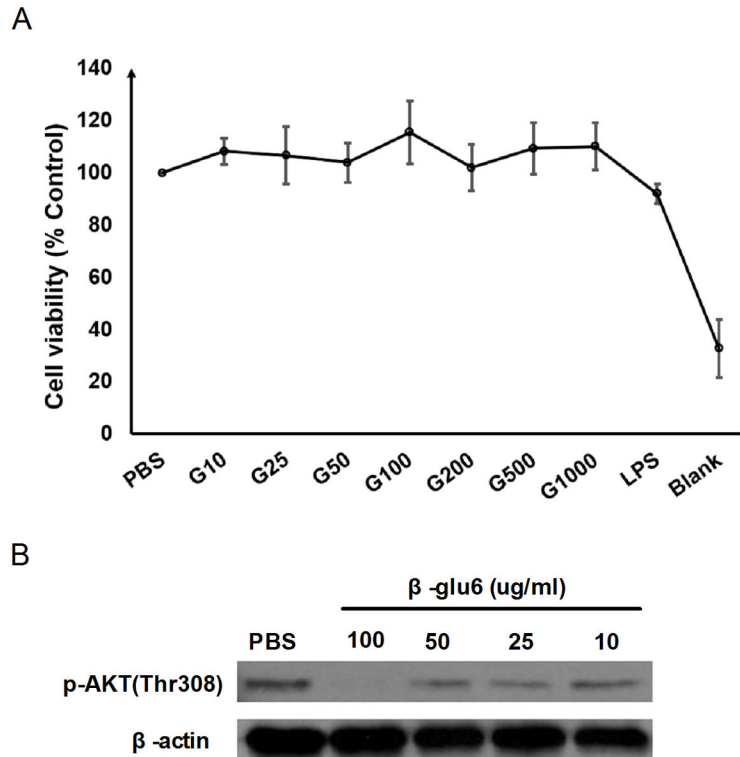 A
Cell viability (% Control)
140
120
100
80
60
40
20
0
PBS
G10
G25
G50
G100
G200
G500
G1000
LPS
Blank
B
β -glu6 (ug/ml)
PBS 100 50 25 10
p-AKT(Thr308)
β -actin